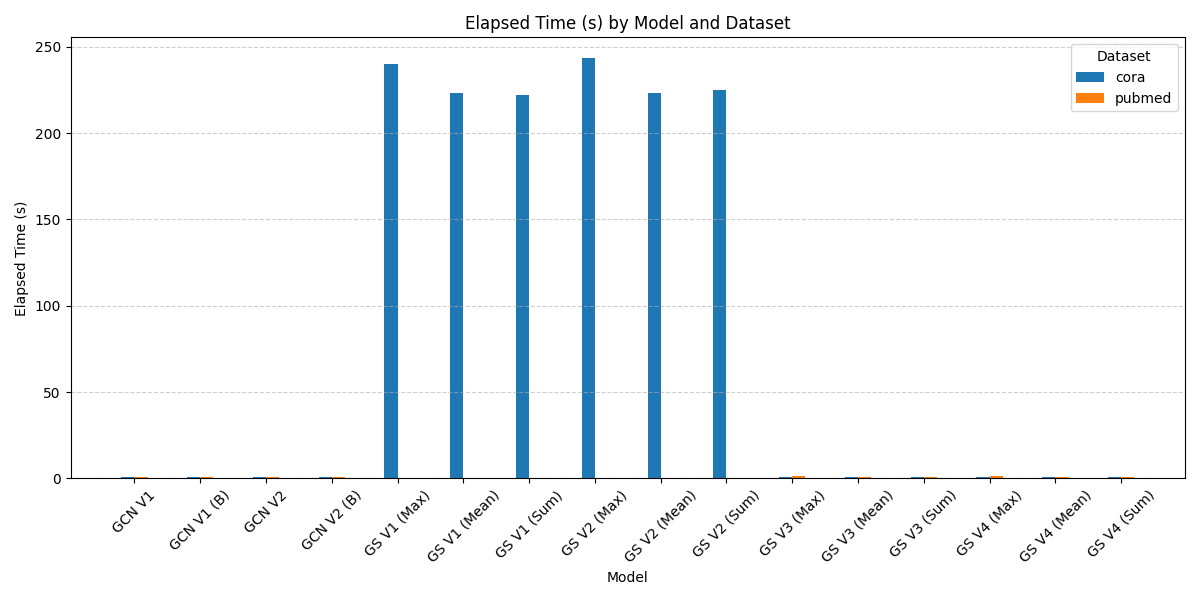 Elapsed Time (s) by Model and Dataset
Dataset
cora
pubmed
Elapsed Time (s)
250
200
150
100
50
0
GCN V1
GCN V1 (B)
GCN V2
GCN V2 (B)
GS V1 (Max)
GS V1 (Mean)
GS V1 (Sum)
GS V2 (Max)
GS V2 (Mean)
GS V2 (Sum)
GS V3 (Max)
GS V3 (Mean)
GS V3 (Sum)
GS V4 (Max)
GS V4 (Mean)
GS V4 (Sum)
Model